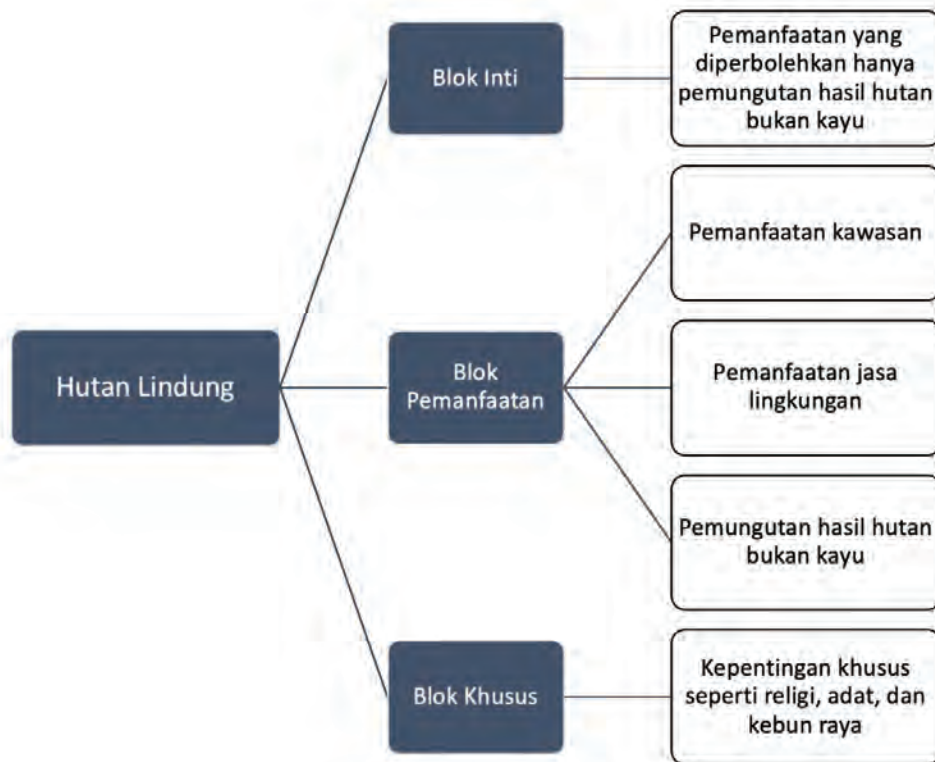 Hutan Lindung
Blok Inti
Pemanfaatan yang
diperbolehkan hanya
pemungutan hasil hutan
bukan kayu
Blok
Pemanfaatan
Pemanfaatan kawasan
Pemanfaatan jasa
lingkungan
Pemungutan hasil hutan
bukan kayu
Blok Khusus
Kepentingan khusus
seperti religi, adat, dan
kebun raya